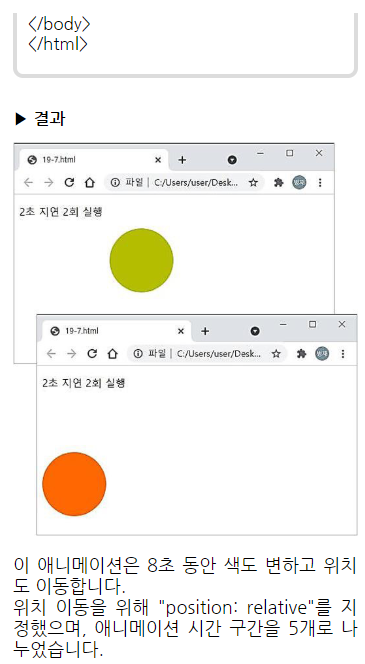 </body>
</html>
▶ 결과
19-7.html
파일 | C:/Users/user/Desk...
2초 지연 2회 실행
19-7.html
파일 | C:/Users/user/Desk...
2초 지연 2회 실행
이 애니메이션은 8초 동안 색도 변하고 위치
도 이동합니다.
위치 이동을 위해 "position: relative"를 지
정했으며, 애니메이션 시간 구간을 5개로 나
누었습니다.